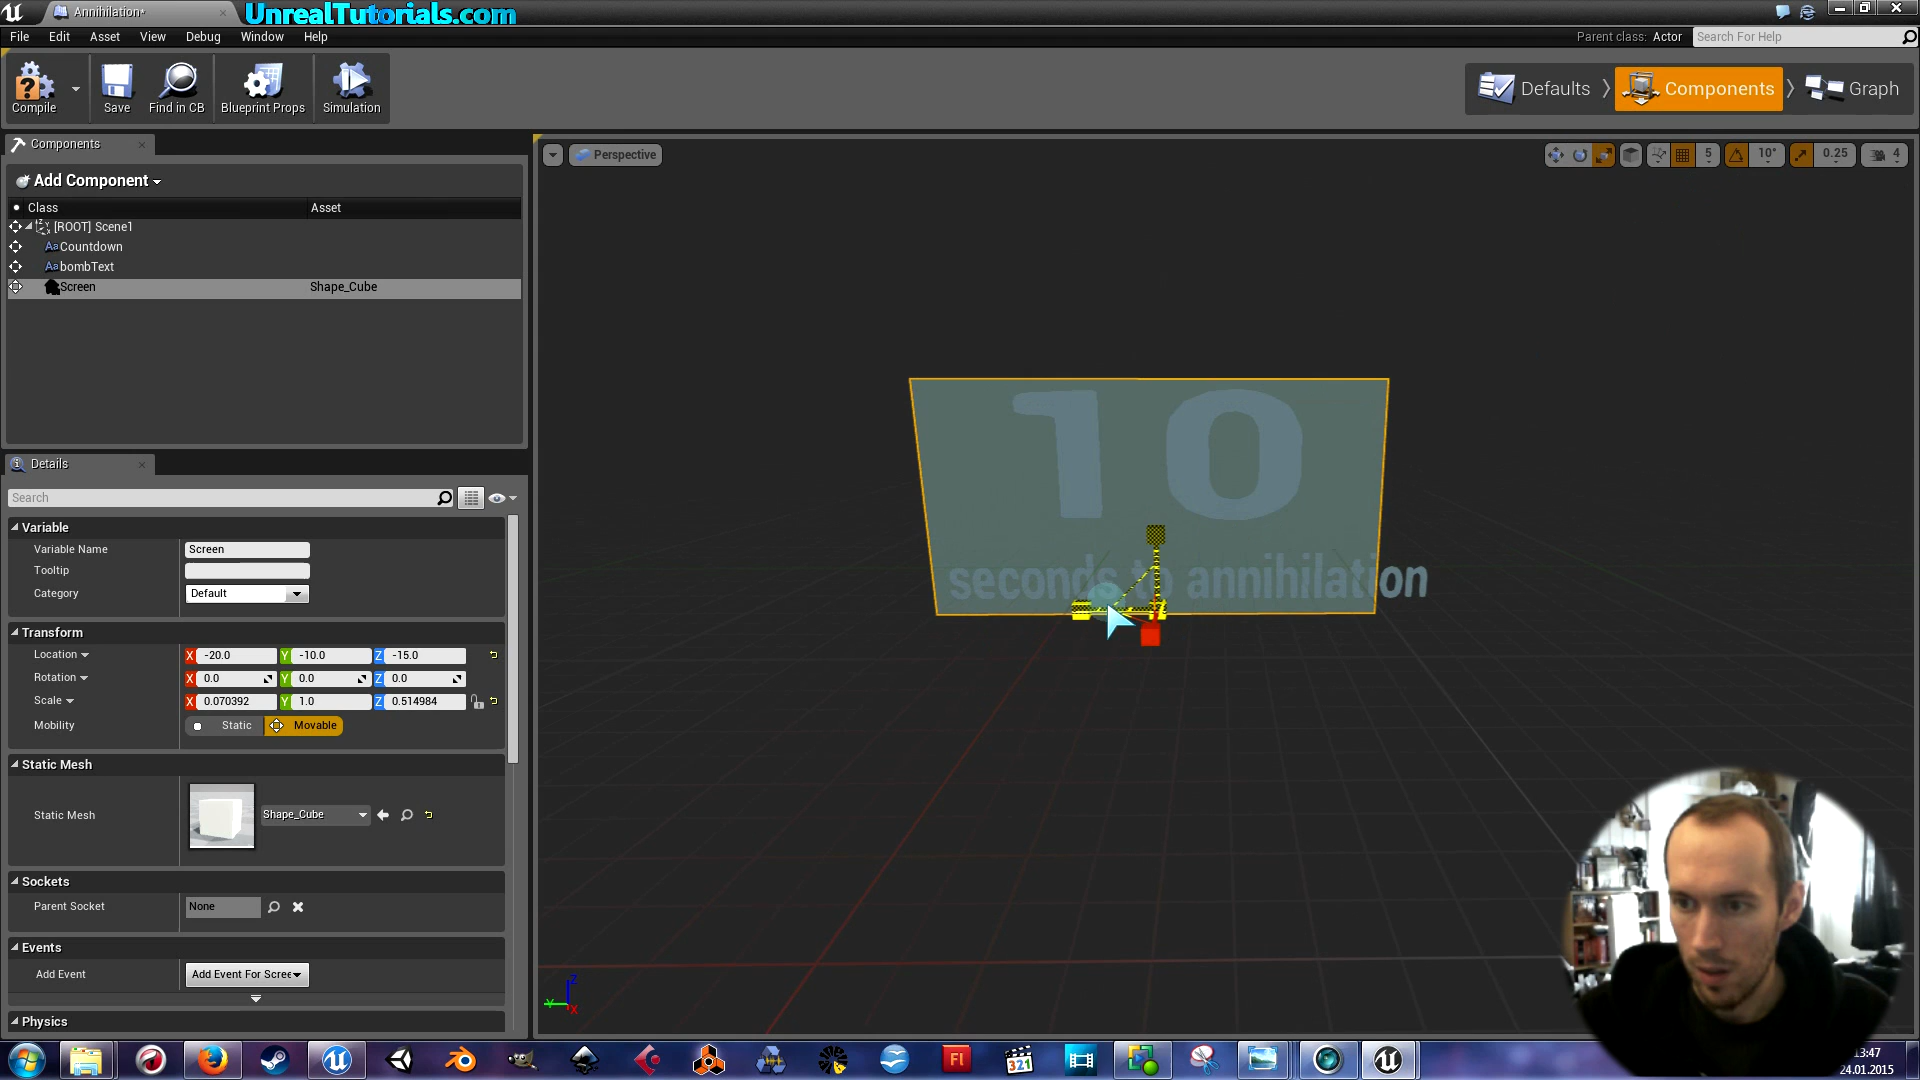 Annihilation*
UnrealTutorials.com
File Edit Asset View Debug Window Help
Parent class: Actor
Search For Help
Compile
Save
Find in CB
Blueprint Props
Simulation
Defaults
Components
Graph
Components
Add Component
Class Asset
[ROOT] Scene1
Countdown
bombText
Screen Shape_Cube
Perspective
5
10°
0.25
4
10
seconds to annihilation
Details
Search
Variable
Variable Name Screen
Tooltip
Category Default
Transform
Location X -20.0 Y -10.0 Z -15.0
Rotation X 0.0 Y 0.0 Z 0.0
Scale X 0.070392 Y 1.0 Z 0.514984
Mobility Static Movable
Static Mesh
Static Mesh Shape_Cube
Sockets
Parent Socket None
Events
Add Event Add Event For Scree
Physics
Z
Y
X
Fl
321
13:47
24.01.2015